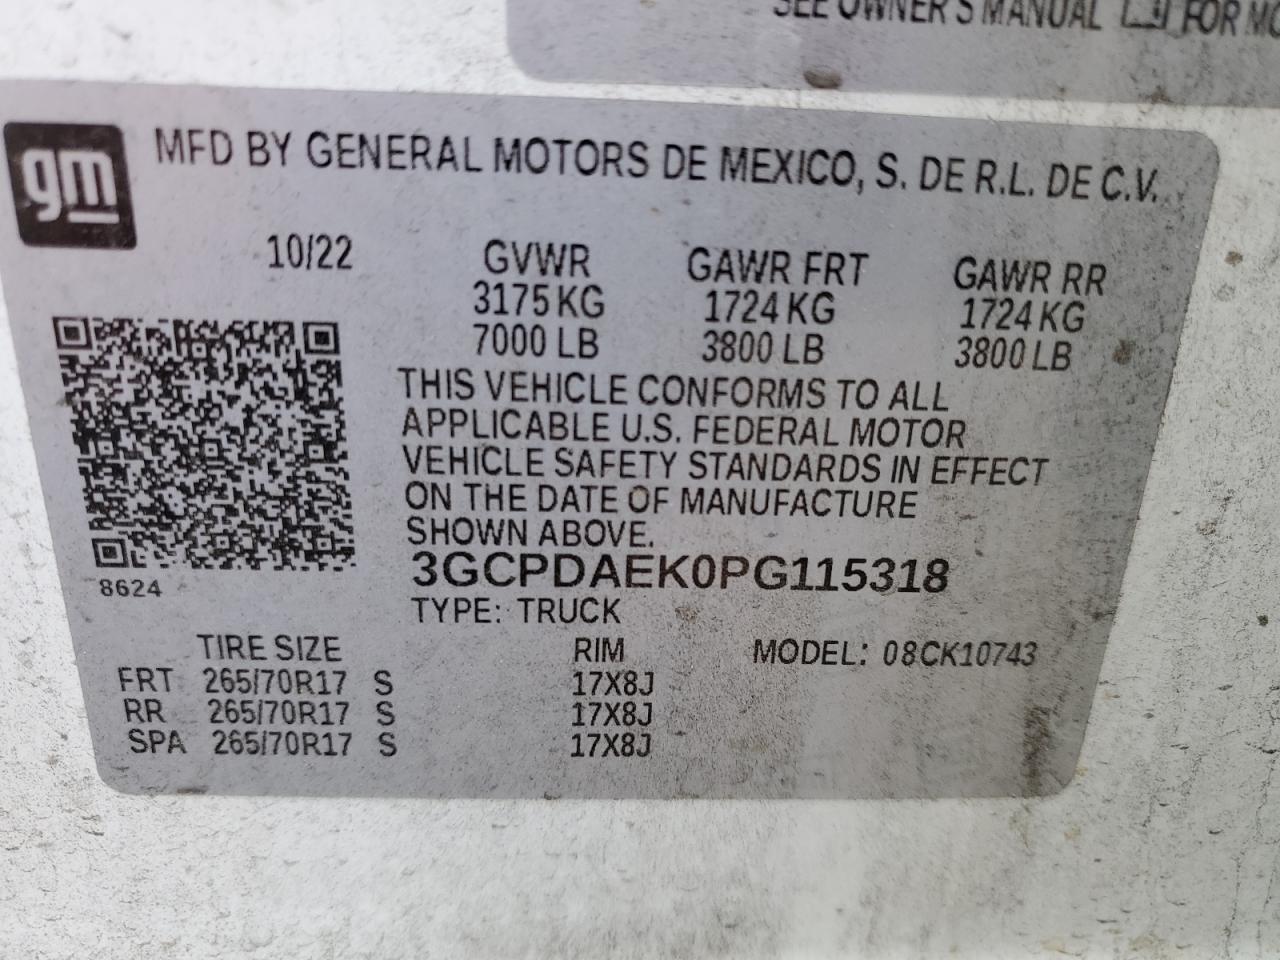 SEE OWNER'S MANUAL FOR
gm
MFD BY GENERAL MOTORS DE MEXICO, S. DE R.L. DE C.V.
10/22 GVWR GAWR FRT GAWR RR
3175 KG 1724 KG 1724 KG
7000 LB 3800 LB 3800 LB
THIS VEHICLE CONFORMS TO ALL
APPLICABLE U.S. FEDERAL MOTOR
VEHICLE SAFETY STANDARDS IN EFFECT
ON THE DATE OF MANUFACTURE
SHOWN ABOVE.
3GCPDAEK0PG115318
8624
TYPE: TRUCK
TIRE SIZE RIM MODEL: 08CK10743
FRT 265/70R17 S 17X8J
RR 265/70R17 S 17X8J
SPA 265/70R17 S 17X8J